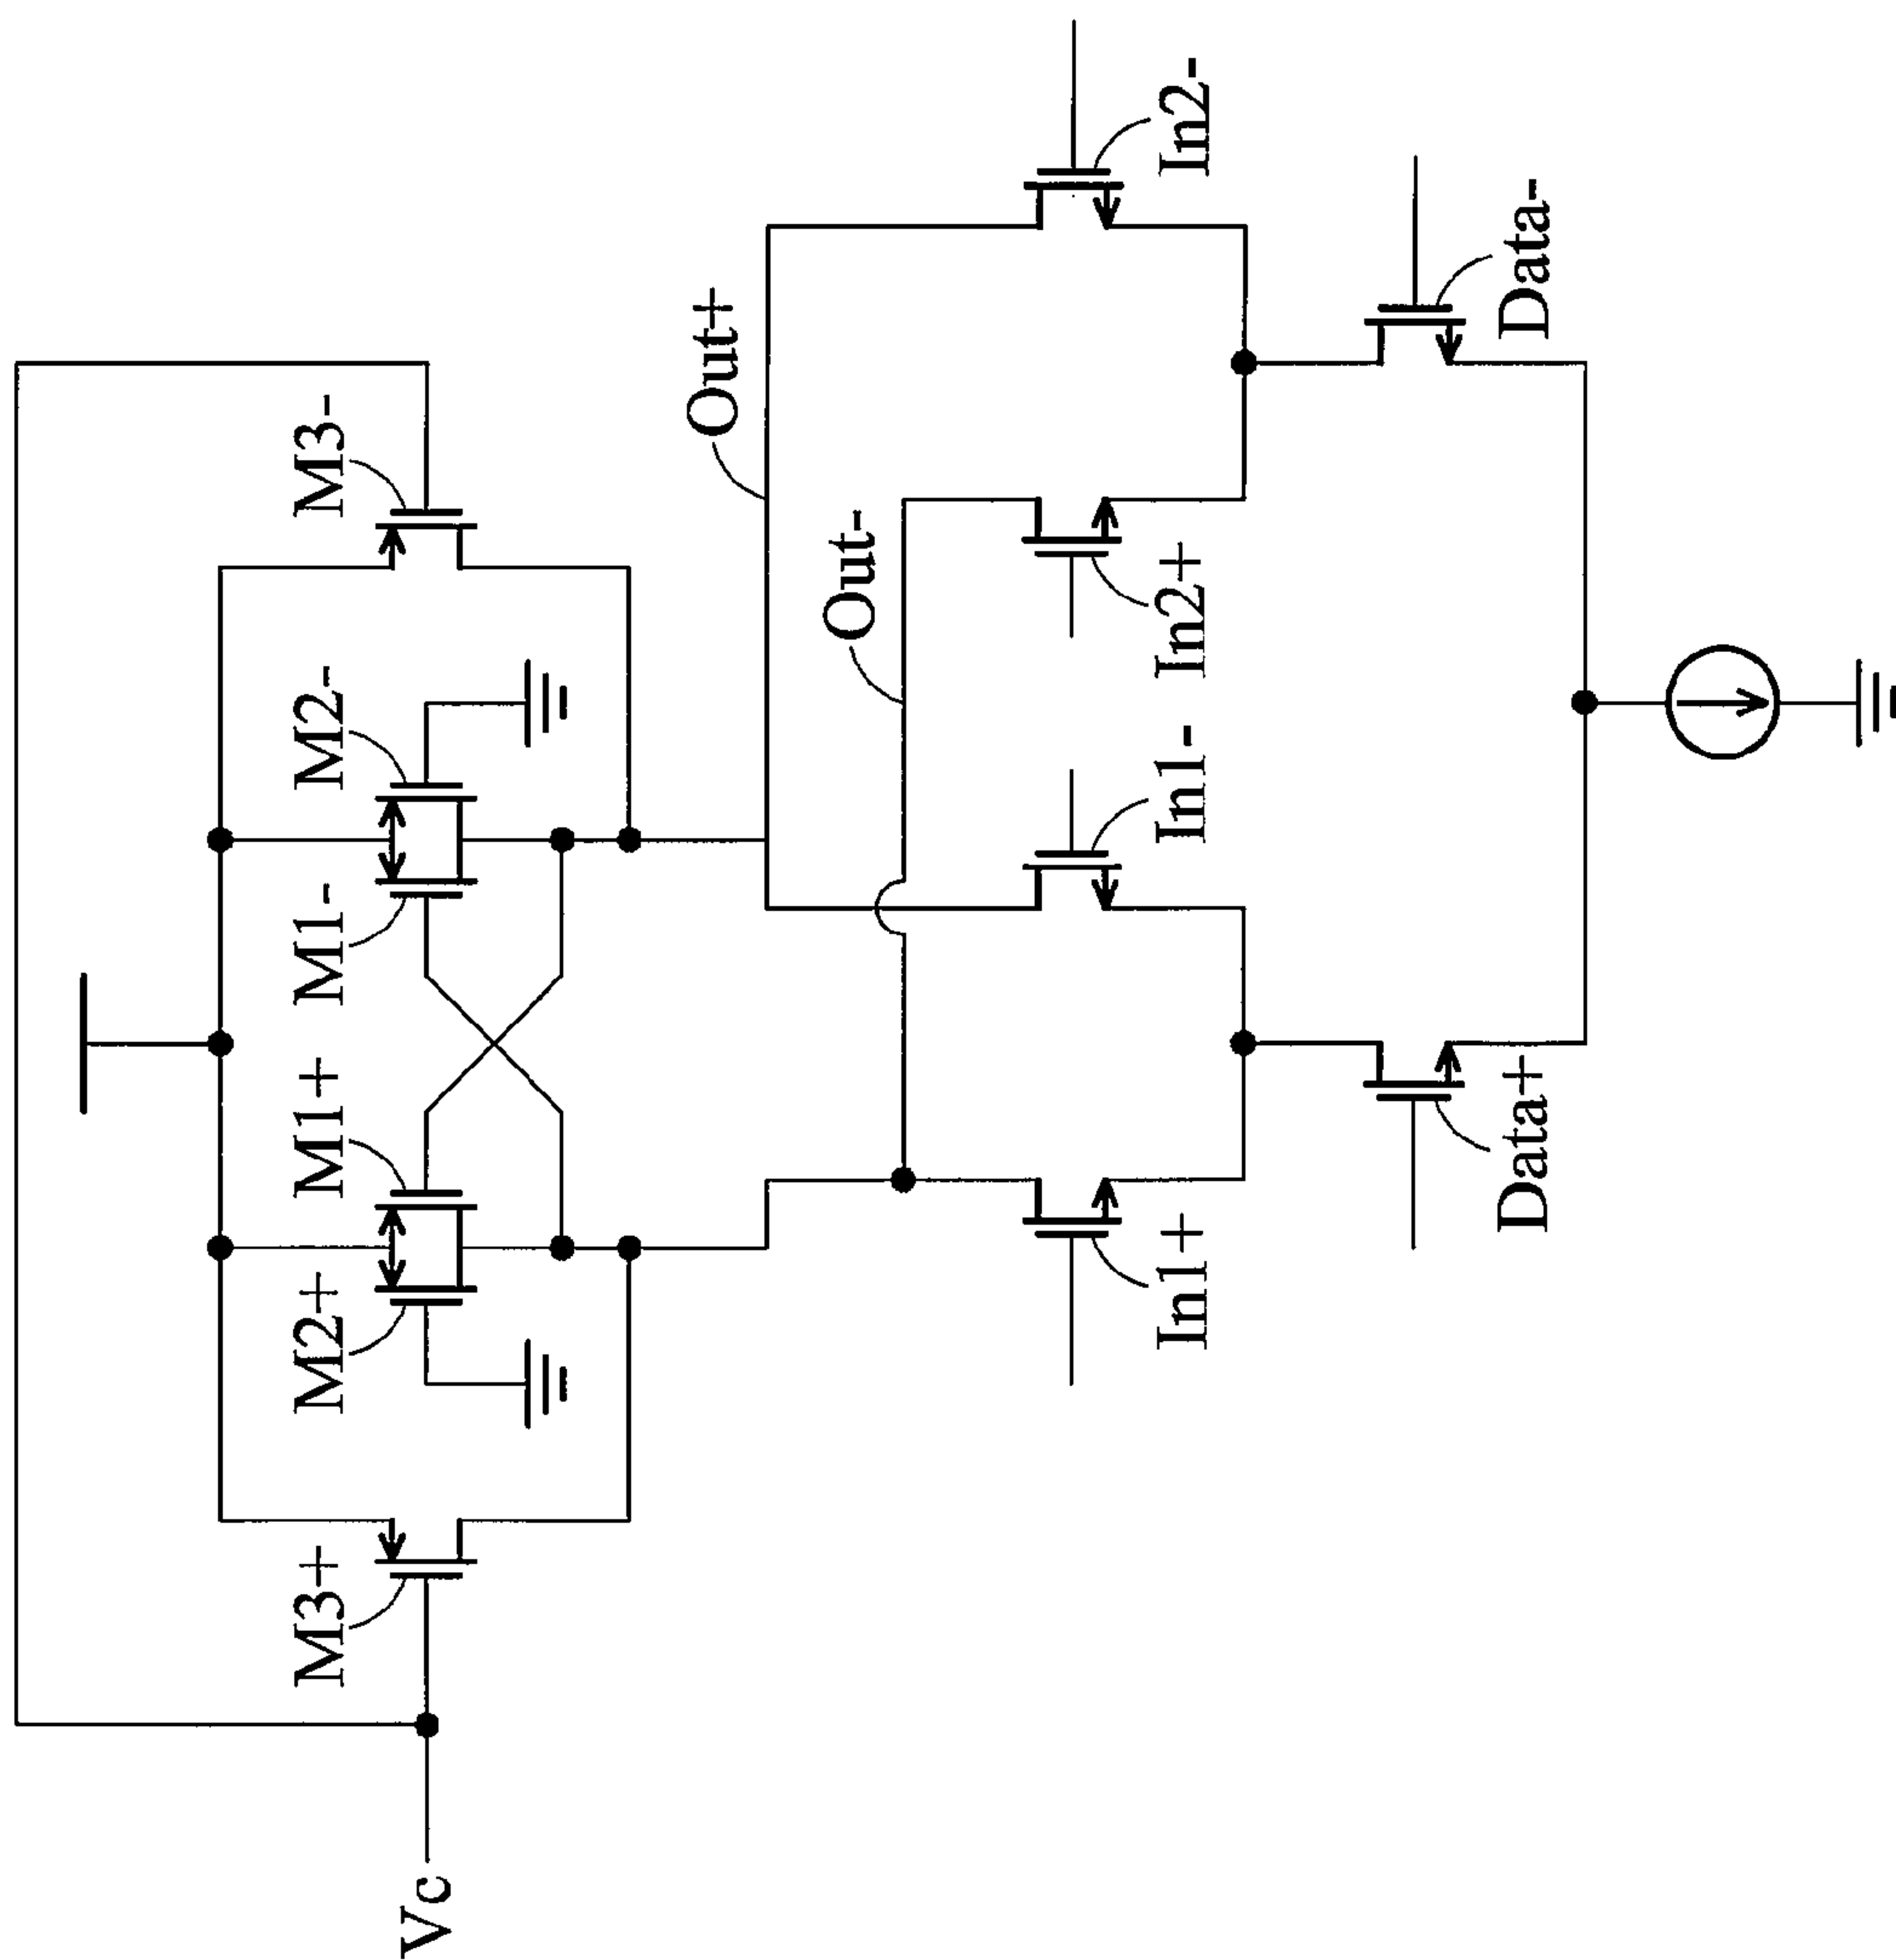 Vc
M3+
M2+
M1+
M1-
M2-
M3-
Out+
Out-
In1+
In1-
In2+
In2-
Data+
Data-